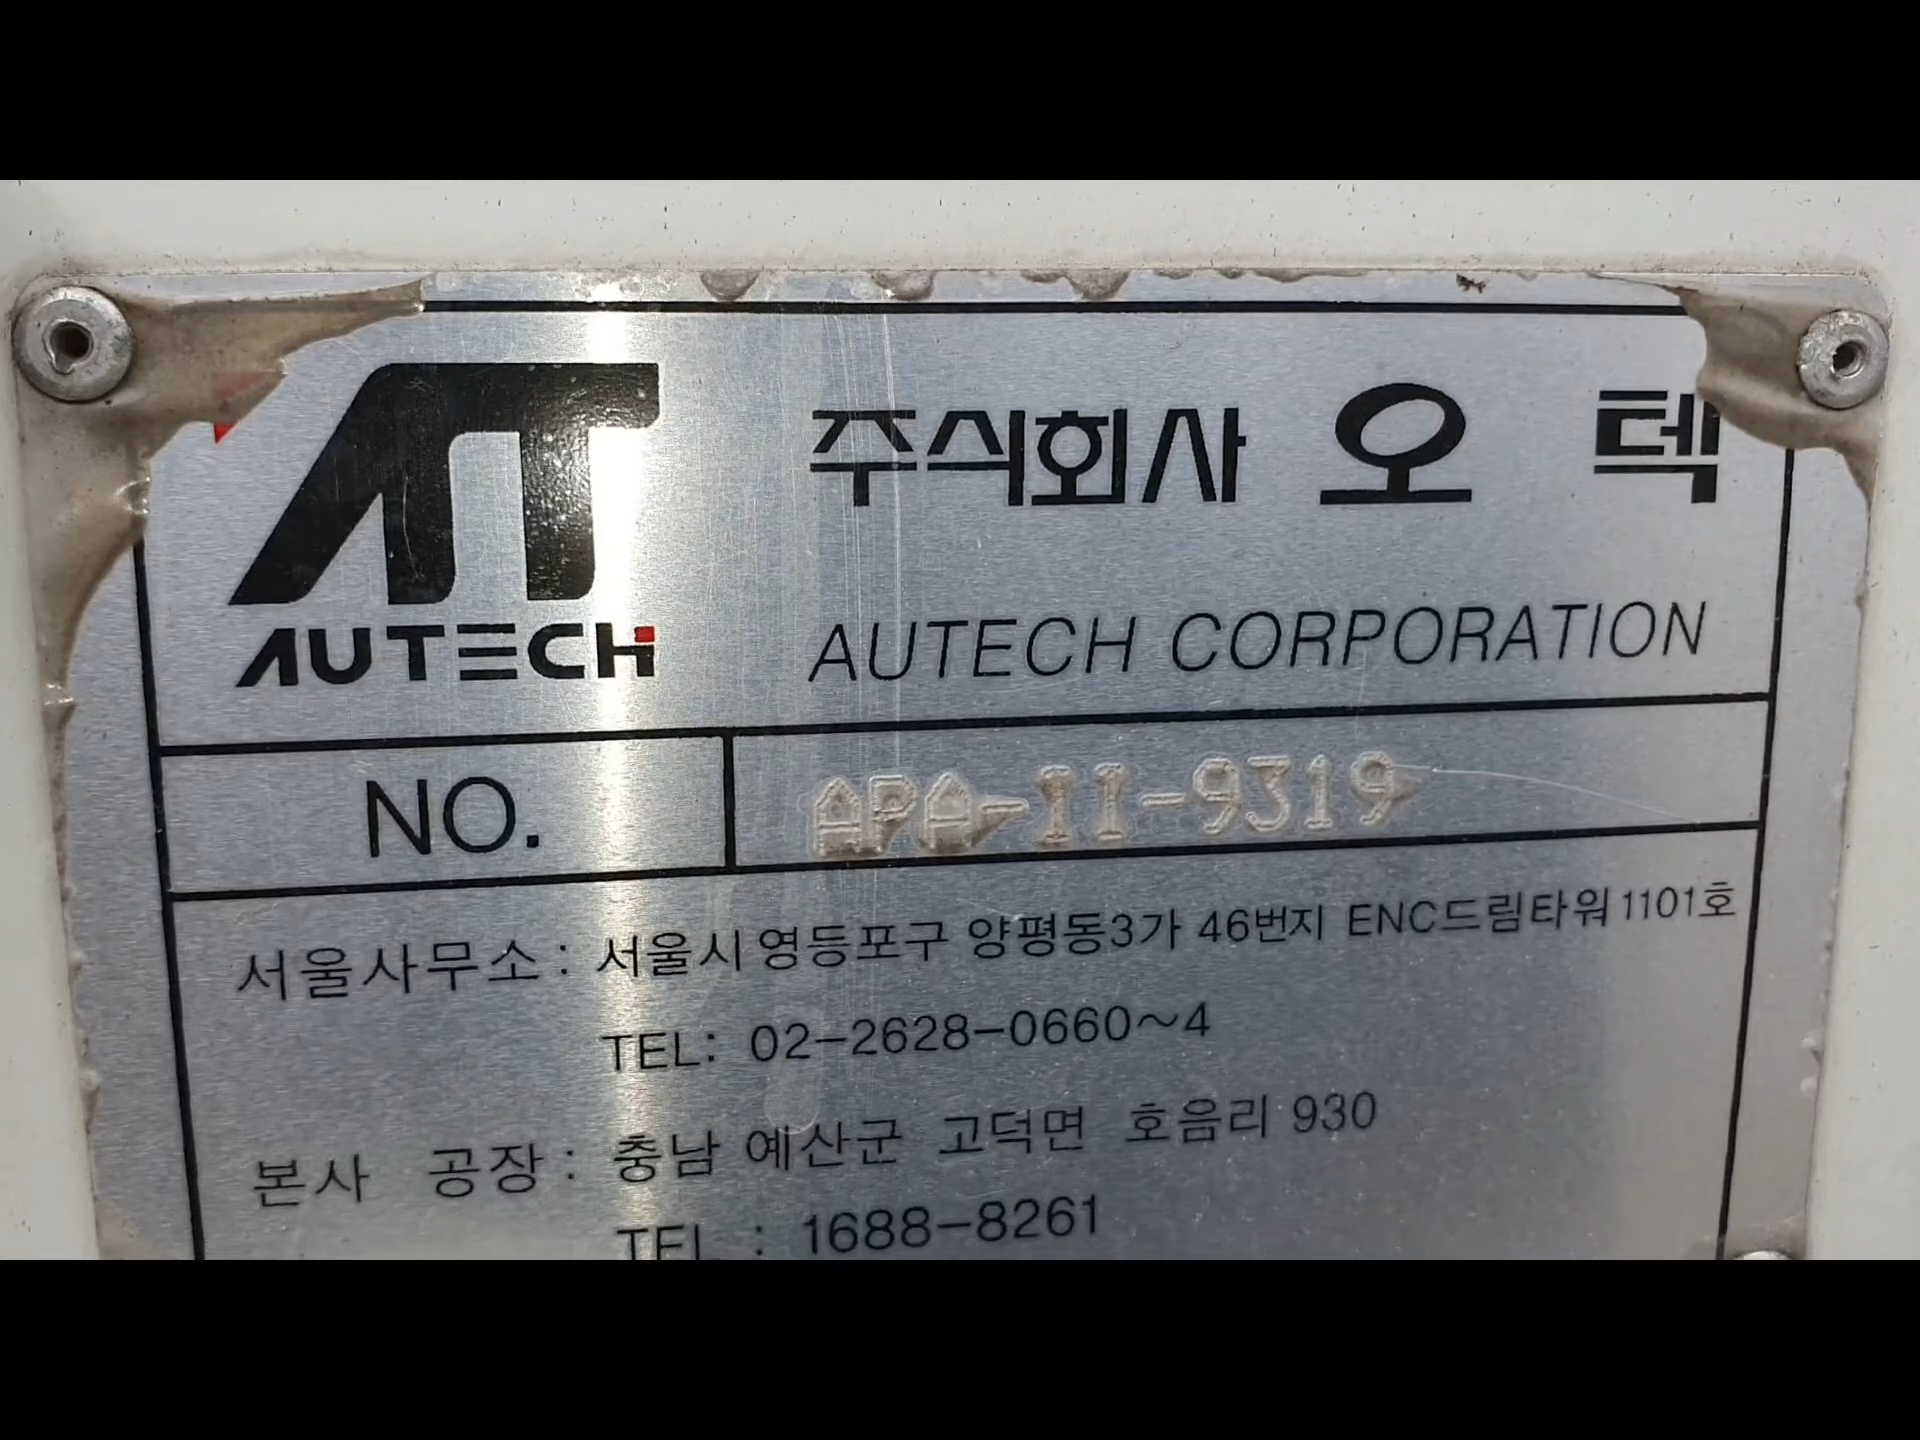 AUTECH
주식회사 오텍
AUTECH CORPORATION
NO. APA-II-9319
서울사무소 : 서울시 영등포구 양평동3가 46번지 ENC드림타워 1101호
TEL: 02-2628-0660~4
본사 공장 : 충남 예산군 고덕면 호음리 930
TEL : 1688-8261